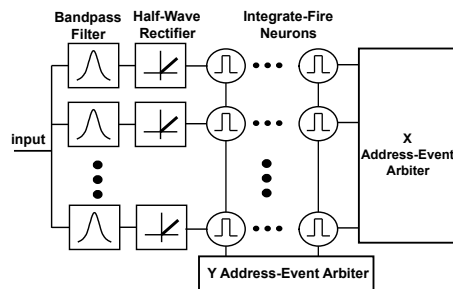 Bandpass
Filter
Half-Wave
Rectifier
Integrate-Fire
Neurons
input
X
Address-Event
Arbiter
Y Address-Event Arbiter